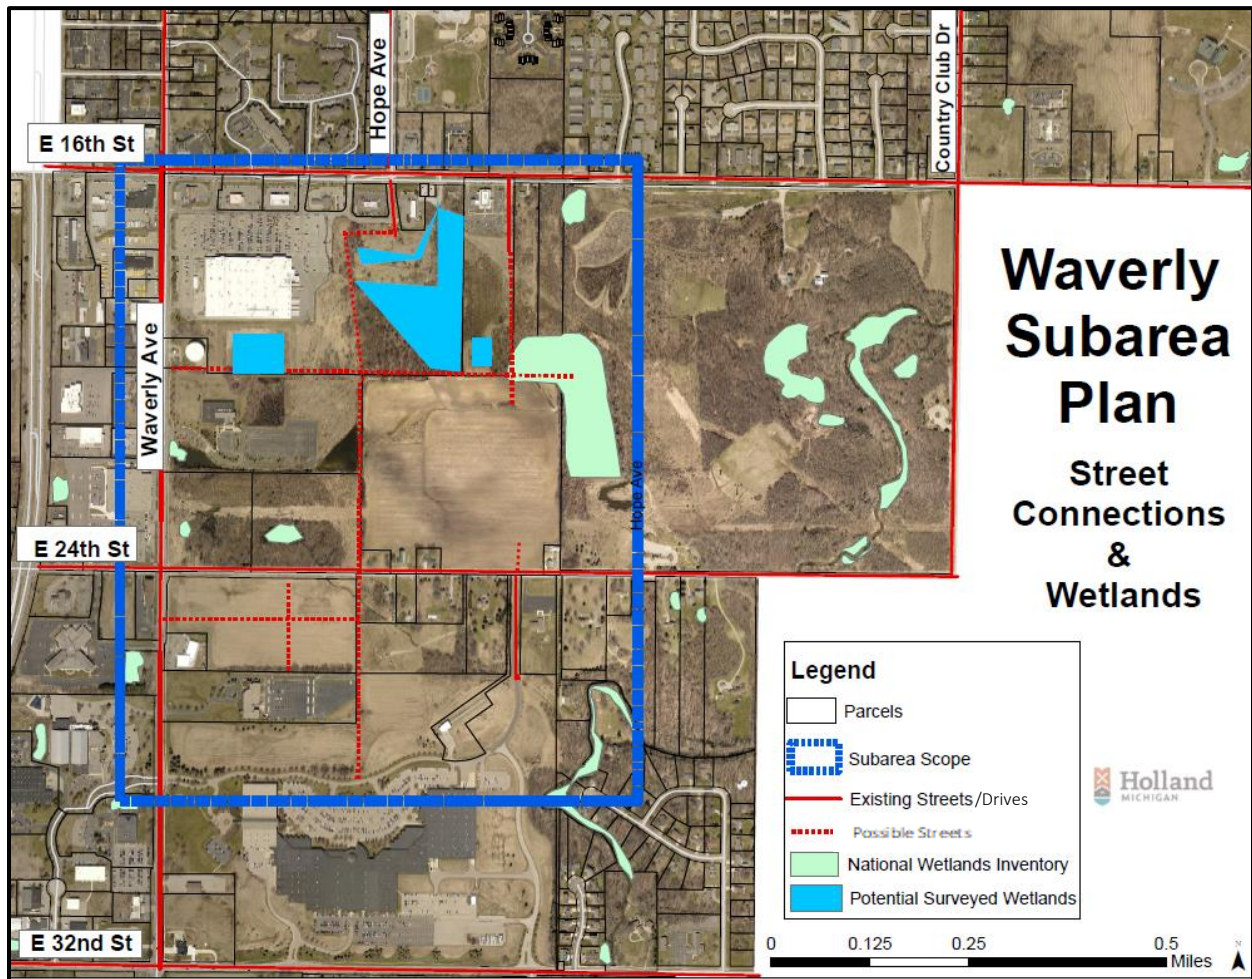 Hope Ave
Country Club Dr
E 16th St
Waverly Ave
Hope Ave
E 24th St
E 32nd St
Waverly
Subarea
Plan
Street
Connections
&
Wetlands
Legend
Parcels
Subarea Scope
Existing Streets/Drives
Possible Streets
National Wetlands Inventory
Potential Surveyed Wetlands
Holland
MICHIGAN
0 0.125 0.25 0.5
Miles
N